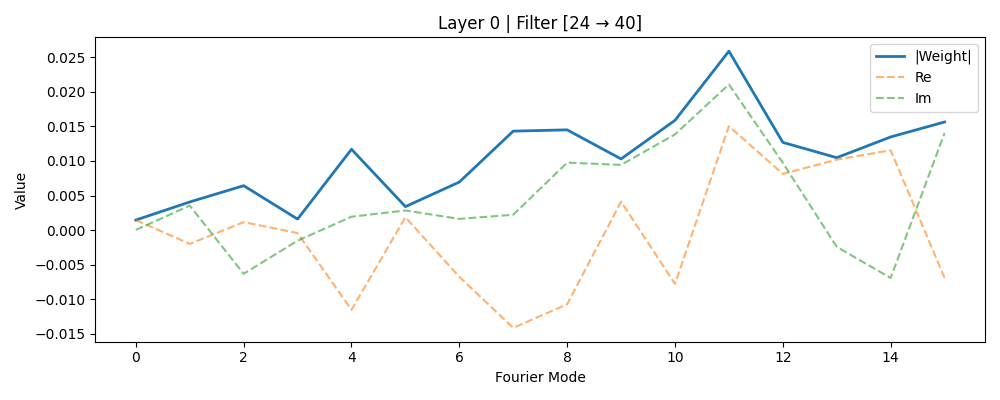 Layer 0 | Filter [24 → 40]
Value
0.025
0.020
0.015
0.010
0.005
0.000
−0.005
−0.010
−0.015
|Weight|
Re
Im
0 2 4 6 8 10 12 14
Fourier Mode